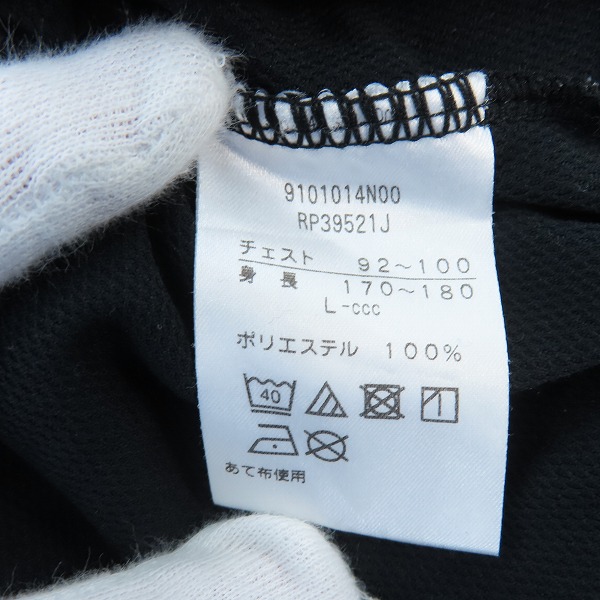 9101014N00
RP39521J
チェスト 92～100
身長 170～180
L-ccc
ポリエステル 100%
40
あて布使用